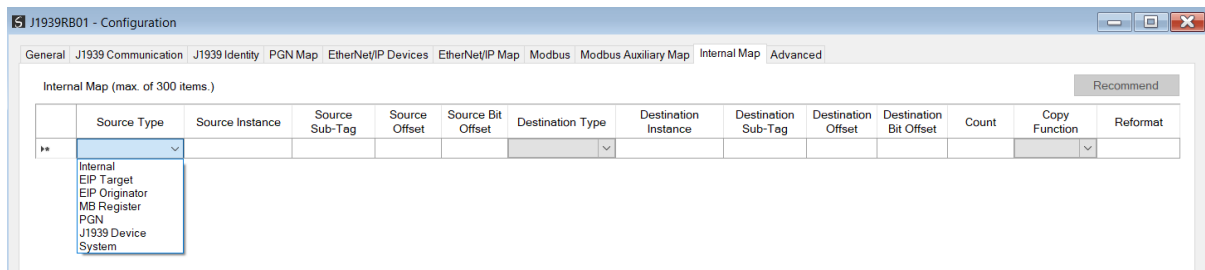 J1939RB01 - Configuration
General J1939 Communication J1939 Identity PGN Map EtherNet/IP Devices EtherNet/IP Map Modbus Modbus Auxiliary Map Internal Map Advanced
Internal Map (max. of 300 items.)
Recommend
Source Type Source Instance Source Sub-Tag Source Offset Source Bit Offset Destination Type Destination Instance Destination Sub-Tag Destination Offset Destination Bit Offset Count Copy Function Reformat
Internal
EIP Target
EIP Originator
MB Register
PGN
J1939 Device
System